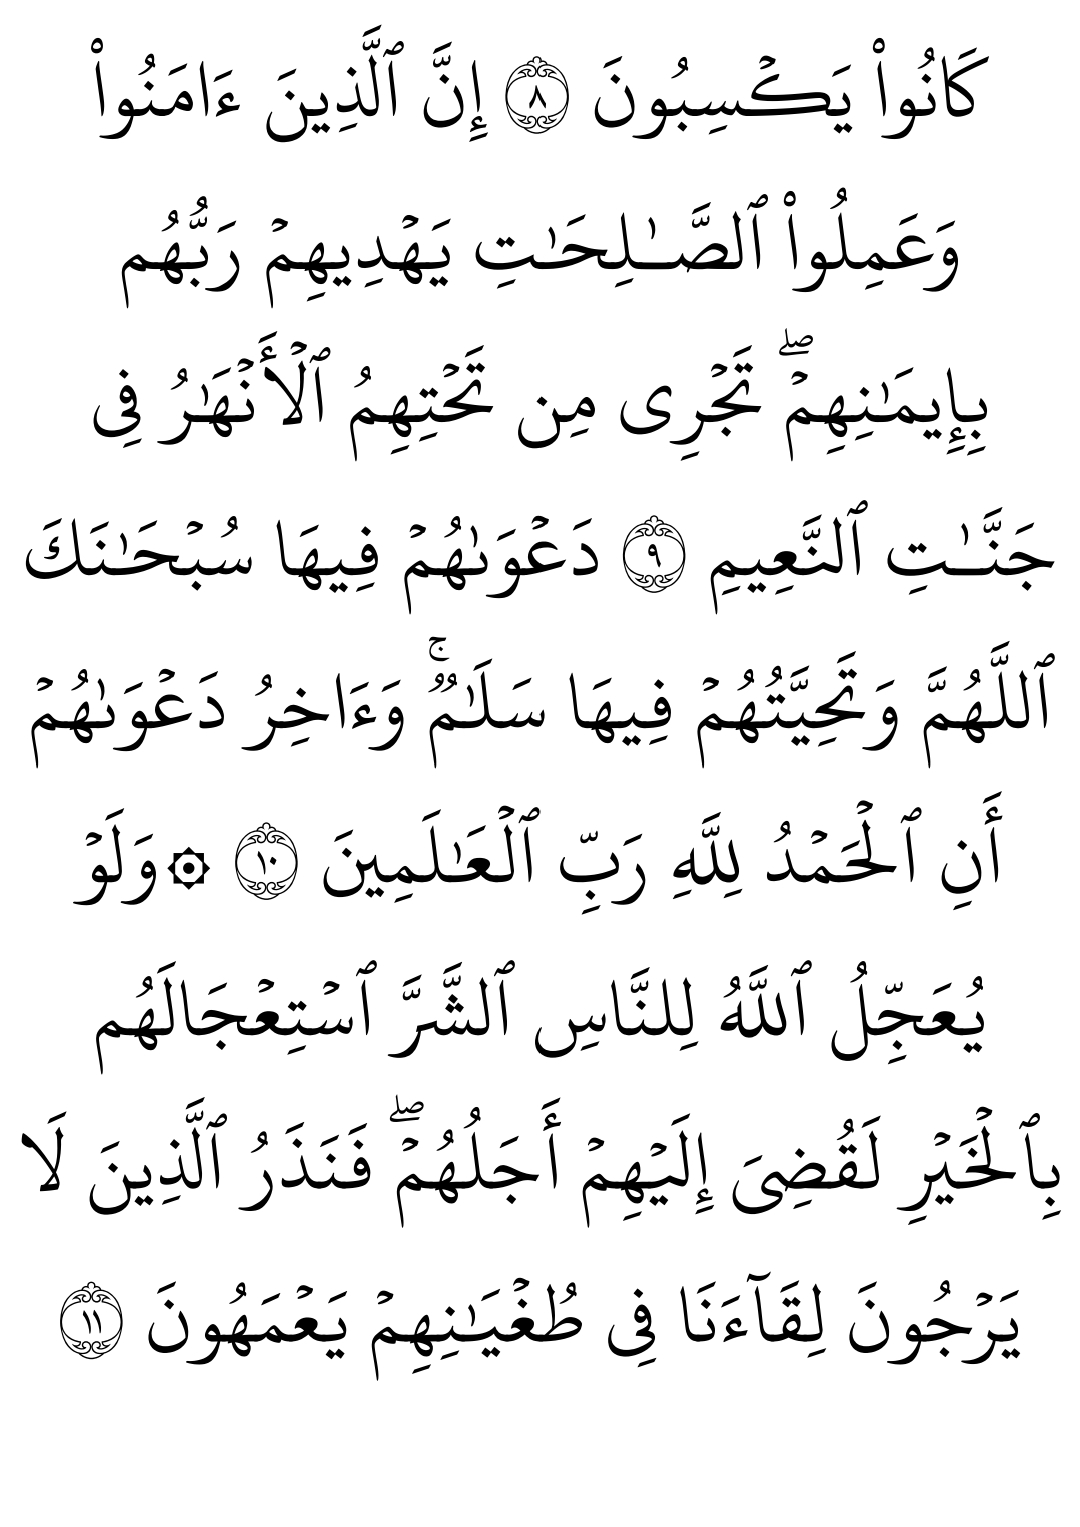 كَانُوا۟ يَكْسِبُونَ ٨ إِنَّ ٱلَّذِينَ ءَامَنُوا۟
وَعَمِلُوا۟ ٱلصَّـٰلِحَـٰتِ يَهْدِيهِمْ رَبُّهُم
بِإِيمَـٰنِهِمْ ۖ تَجْرِى مِن تَحْتِهِمُ ٱلْأَنْهَـٰرُ فِى
جَنَّـٰتِ ٱلنَّعِيمِ ٩ دَعْوَىٰهُمْ فِيهَا سُبْحَـٰنَكَ
ٱللَّهُمَّ وَتَحِيَّتُهُمْ فِيهَا سَلَـٰمٌ ۚ وَءَاخِرُ دَعْوَىٰهُمْ
أَنِ ٱلْحَمْدُ لِلَّهِ رَبِّ ٱلْعَـٰلَمِينَ ١٠ ۞ وَلَوْ
يُعَجِّلُ ٱللَّهُ لِلنَّاسِ ٱلشَّرَّ ٱسْتِعْجَالَهُم
بِٱلْخَيْرِ لَقُضِىَ إِلَيْهِمْ أَجَلُهُمْ ۖ فَنَذَرُ ٱلَّذِينَ لَا
يَرْجُونَ لِقَآءَنَا فِى طُغْيَـٰنِهِمْ يَعْمَهُونَ ١١